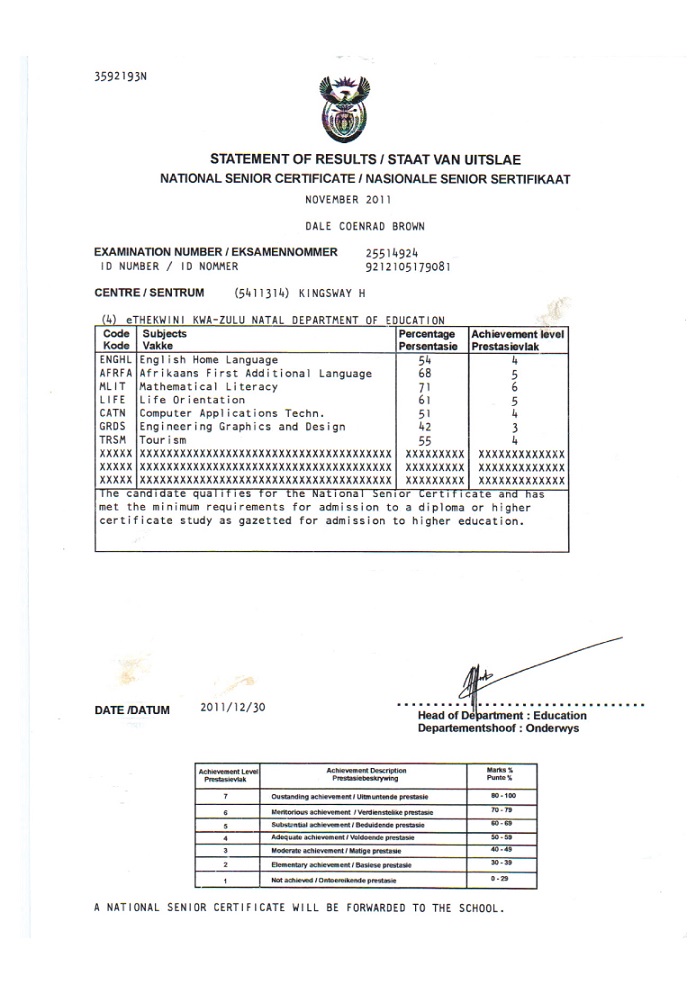 3592193N
STATEMENT OF RESULTS / STAAT VAN UITSLAE
NATIONAL SENIOR CERTIFICATE / NASIONALE SENIOR SERTIFIKAAT
NOVEMBER 2011
DALE COENRAD BROWN
EXAMINATION NUMBER / EKSAMENNOMMER 25514924
ID NUMBER / ID NOMMER 9212105179081
CENTRE / SENTRUM (5411314) KINGSWAY H
(4) eTHEKWINI KWA-ZULU NATAL DEPARTMENT OF EDUCATION
Code Subjects Percentage Achievement level
Kode Vakke Persentasie Prestasievlak
ENGHL English Home Language 54 4
AFRFA Afrikaans First Additional Language 68 5
MLIT Mathematical Literacy 71 6
LIFE Life Orientation 61 5
CATN Computer Applications Techn. 51 4
GRDS Engineering Graphics and Design 42 3
TRSM Tourism 55 4
XXXXX XXXXXXXXXXXXXXXXXXXXXXXXXXXXXXXXXXXXXX XXXXXXXXX XXXXXXXXXXXXX
XXXXX XXXXXXXXXXXXXXXXXXXXXXXXXXXXXXXXXXXXXX XXXXXXXXX XXXXXXXXXXXXX
XXXXX XXXXXXXXXXXXXXXXXXXXXXXXXXXXXXXXXXXXXX XXXXXXXXX XXXXXXXXXXXXX
The candidate qualifies for the National Senior Certificate and has
met the minimum requirements for admission to a diploma or higher
certificate study as gazetted for admission to higher education.
DATE /DATUM 2011/12/30
Head of Department : Education
Departementshoof : Onderwys
Achievement Level Achievement Description Marks %
Prestasievlak Prestasiebeskrywing Punte %
7 Oustanding achievement / Uitmuntende prestasie 80 - 100
6 Meritorious achievement / Verdienstelike prestasie 70 - 79
5 Substantial achievement / Beduidende prestasie 60 - 69
4 Adequate achievement / Voldoende prestasie 50 - 59
3 Moderate achievement / Matige prestasie 40 - 49
2 Elementary achievement / Basiese prestasie 30 - 39
1 Not achieved / Ontoereikende prestasie 0 - 29
A NATIONAL SENIOR CERTIFICATE WILL BE FORWARDED TO THE SCHOOL.